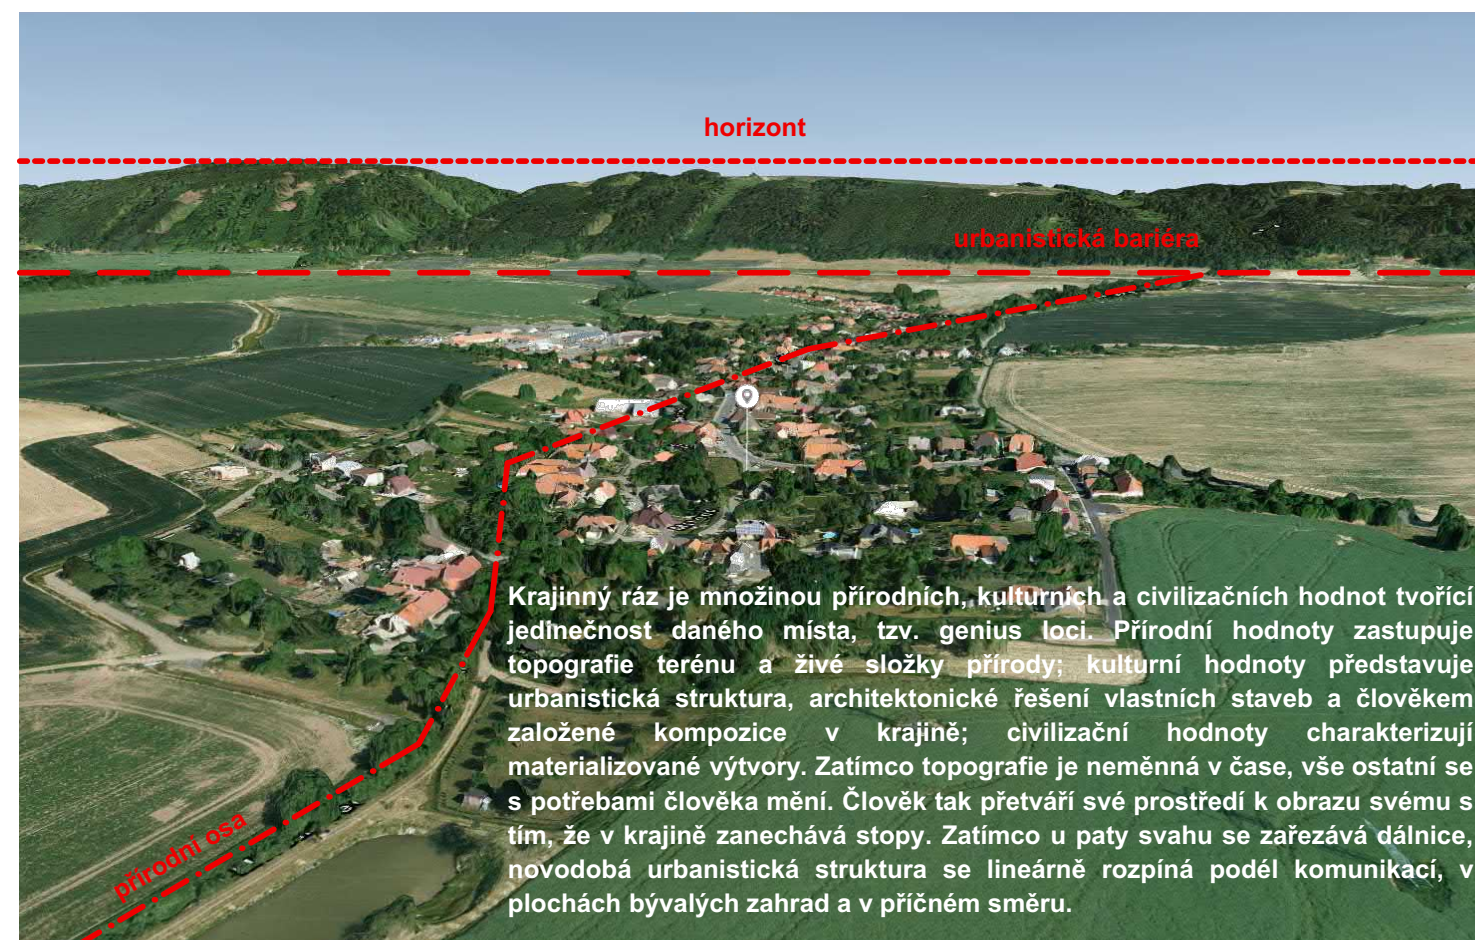 horizont
urbanistická bariéra
Krajinný ráz je množinou přírodních, kulturních a civilizačních hodnot tvořící
jedinečnost daného místa, tzv. genius loci. Přírodní hodnoty zastupuje
topografie terénu a živé složky přírody; kulturní hodnoty představuje
urbanistická struktura, architektonické řešení vlastních staveb a člověkem
založené kompozice v krajině; civilizační hodnoty charakterizují
materializované výtvory. Zatímco topografie je neměnná v čase, vše ostatní se
s potřebami člověka mění. Člověk tak přetváří své prostředí k obrazu svému s
tím, že v krajině zanechává stopy. Zatímco u paty svahu se zařezává dálnice,
novodobá urbanistická struktura se lineárně rozpíná podél komunikací, v
plochách bývalých zahrad a v příčném směru.
přírodní osa